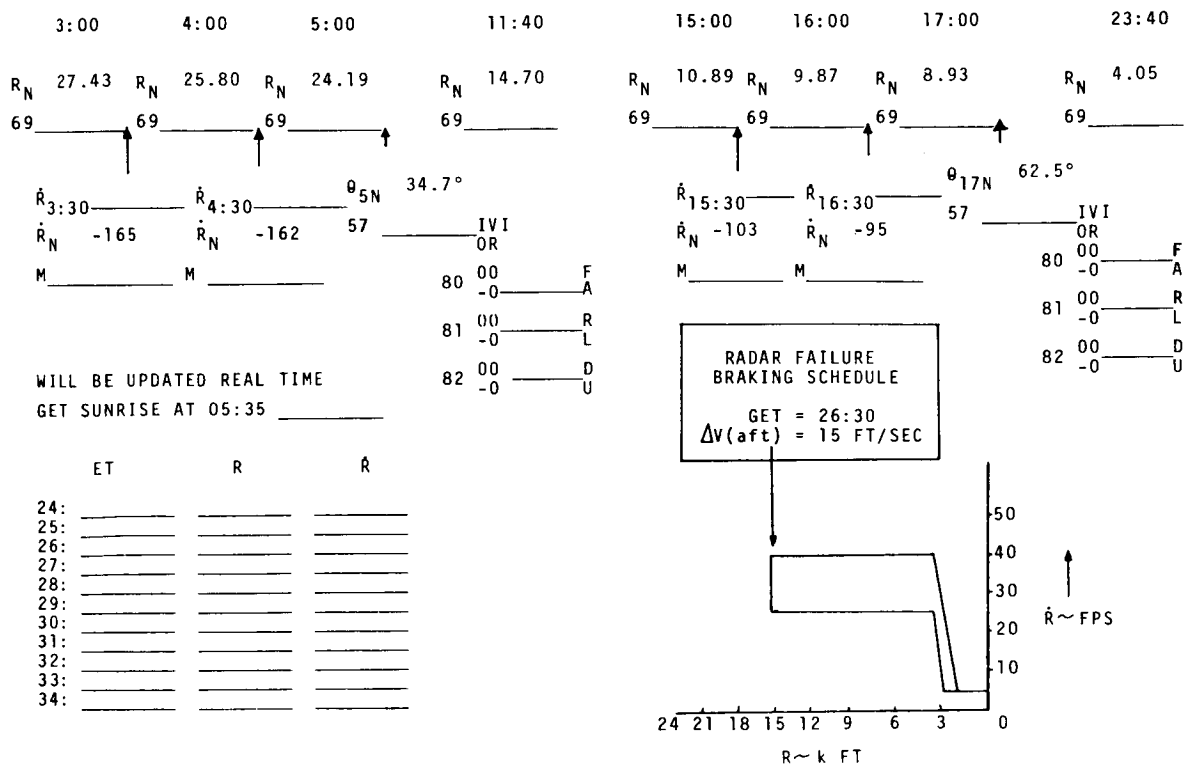 3:00 4:00 5:00 11:40 15:00 16:00 17:00 23:40
R_N 27.43 R_N 25.80 R_N 24.19 R_N 14.70 R_N 10.89 R_N 9.87 R_N 8.93 R_N 4.05
69 69 69 69 69 69 69 69
Ṙ3:30 Ṙ4:30 θ5N 34.7° Ṙ15:30 Ṙ16:30 θ17N 62.5°
Ṙ_N -165 Ṙ_N -162 57 IVI Ṙ_N -103 Ṙ_N -95 57 IVI
OR OR
M M 80 00 F M M 80 00 F
-0 A -0 A
81 00 R 81 00 R
-0 L -0 L
82 00 D 82 00 D
-0 U -0 U
WILL BE UPDATED REAL TIME
GET SUNRISE AT 05:35
RADAR FAILURE
BRAKING SCHEDULE
GET = 26:30
ΔV(aft) = 15 FT/SEC
ET R Ṙ
24:
25:
26:
27:
28:
29:
30:
31:
32:
33:
34:
50
40
30
20
10
Ṙ~FPS
24 21 18 15 12 9 6 3 0
R~ k FT